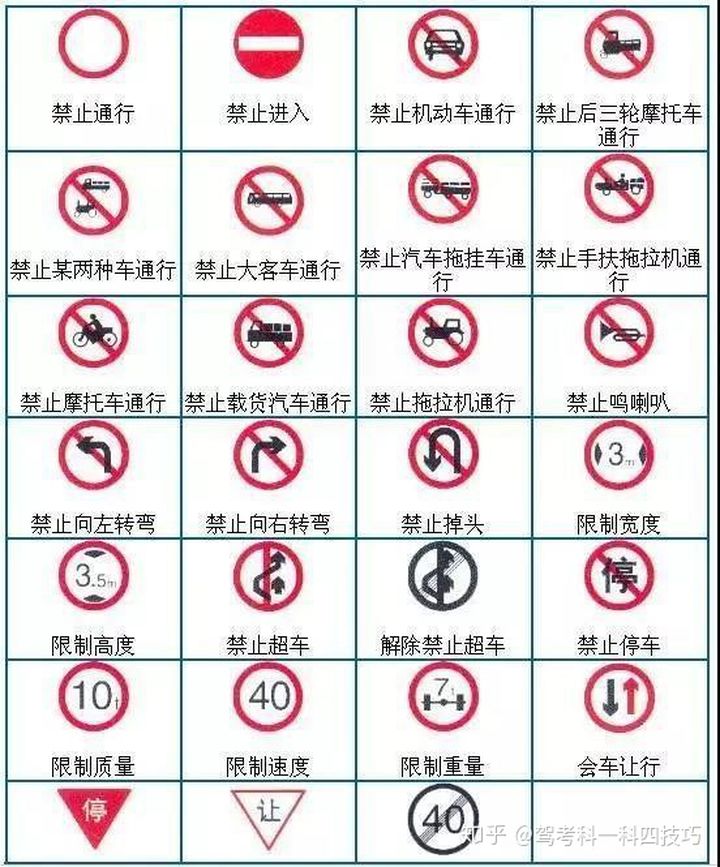 禁止通行
禁止进入
禁止机动车通行
禁止后三轮摩托车
通行
禁止某两种车通行
禁止大客车通行
禁止汽车拖挂车通
行
禁止手扶拖拉机通
行
禁止摩托车通行
禁止载货汽车通行
禁止拖拉机通行
禁止鸣喇叭
3m
禁止向左转弯
禁止向右转弯
禁止掉头
限制宽度
3.5m
停
限制高度
禁止超车
解除禁止超车
禁止停车
10t
40
7t
限制质量
限制速度
限制重量
会车让行
停
让
40
知乎 @驾考科一科四技巧